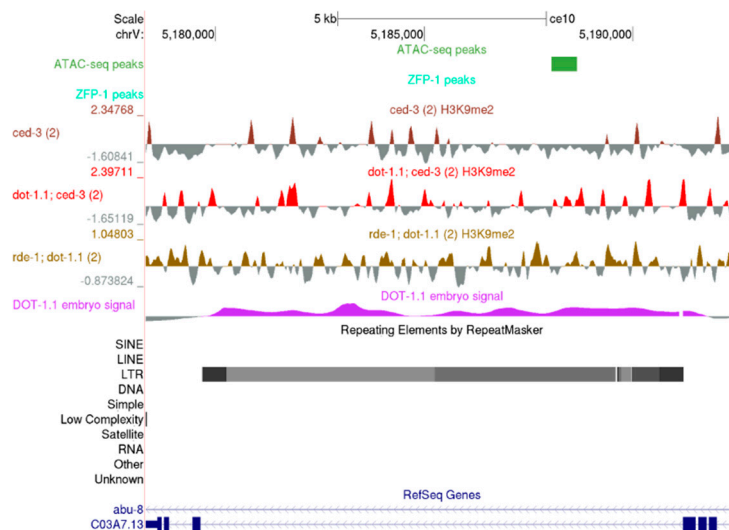 Scale 5 kb ce10
chrV: 5,180,000 5,185,000 5,190,000
ATAC-seq peaks
ATAC-seq peaks
ZFP-1 peaks
ZFP-1 peaks
2.34768 ced-3 (2) H3K9me2
ced-3 (2)
-1.60841
2.39711 dot-1.1; ced-3 (2) H3K9me2
dot-1.1; ced-3 (2)
-1.65119
1.04803 rde-1; dot-1.1 (2) H3K9me2
rde-1; dot-1.1 (2)
-0.873824
DOT-1.1 embryo signal DOT-1.1 embryo signal
Repeating Elements by RepeatMasker
SINE
LINE
LTR
DNA
Simple
Low Complexity
Satellite
RNA
Other
Unknown
RefSeq Genes
abu-8
C03A7.13